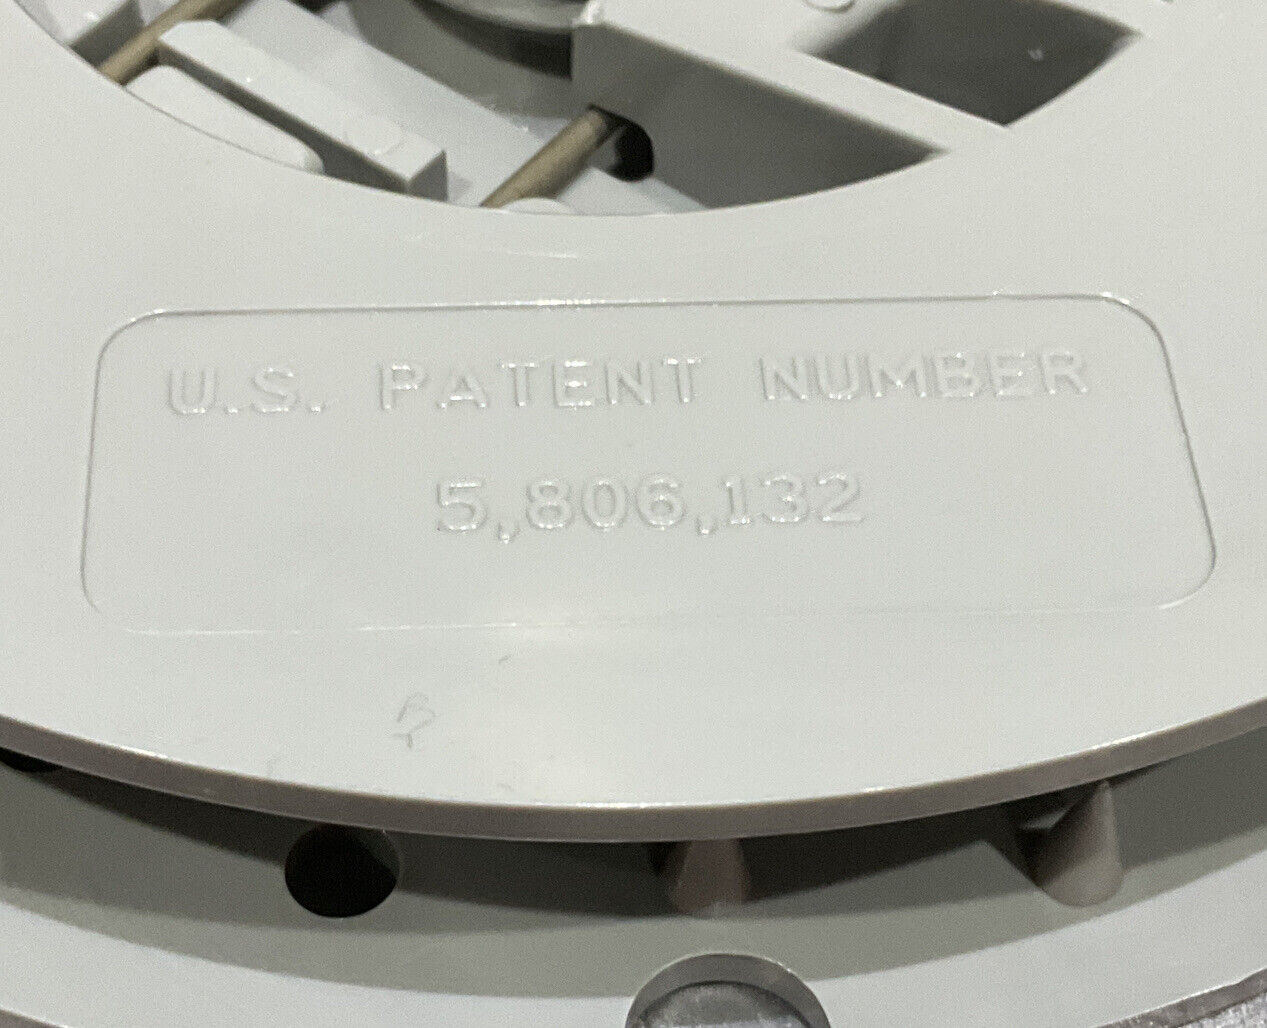 U.S. PATENT NUMBER
5,806,132